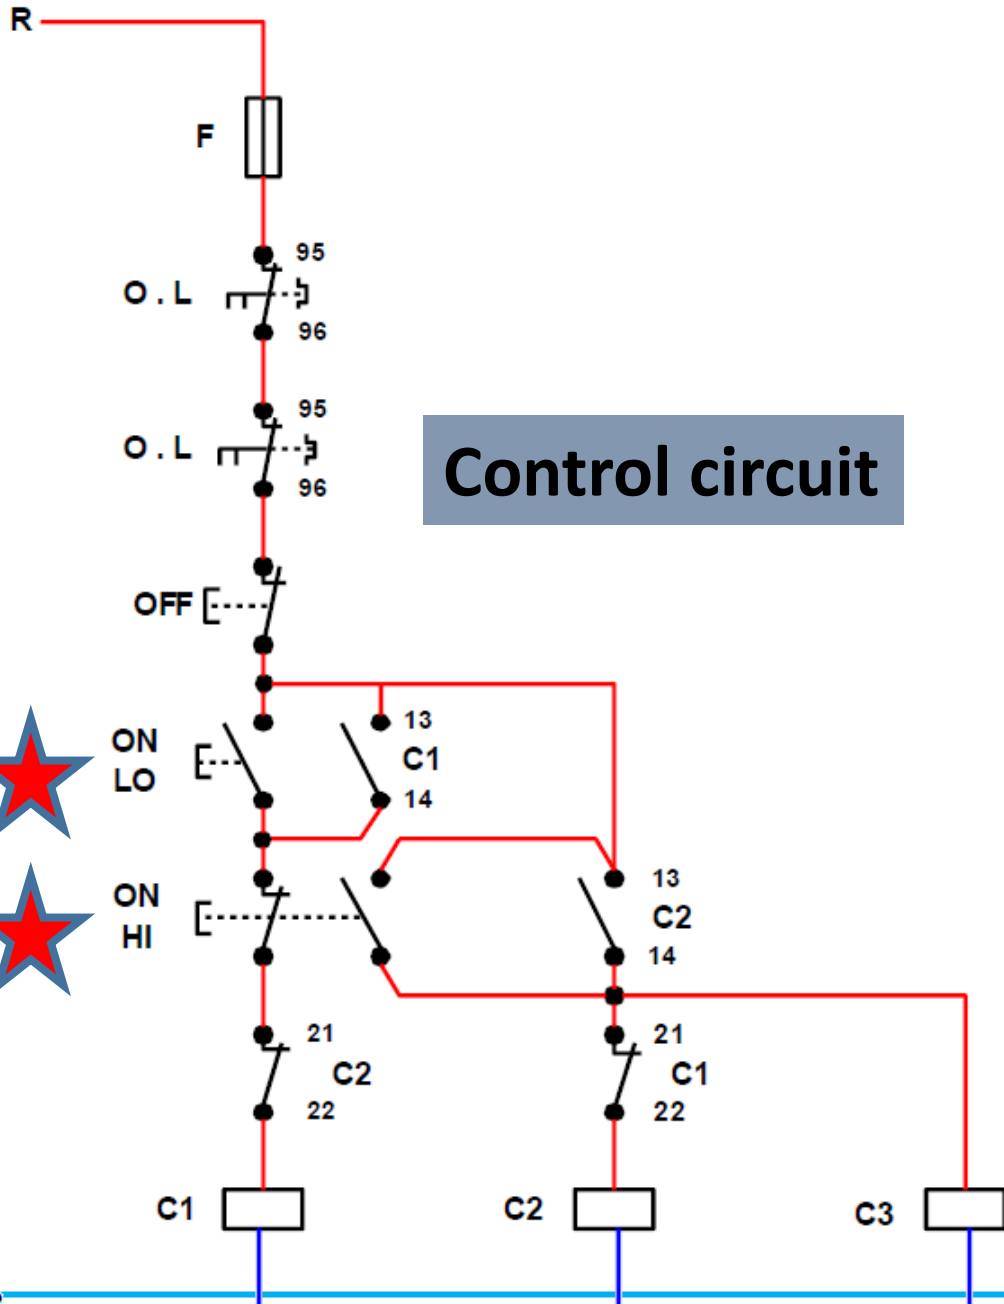 R
F
95
O . L
96
95
O . L
96
Control circuit
OFF
ON
LO
13
C1
14
ON
HI
13
C2
14
21
C2
22
21
C1
22
C1
C2
C3